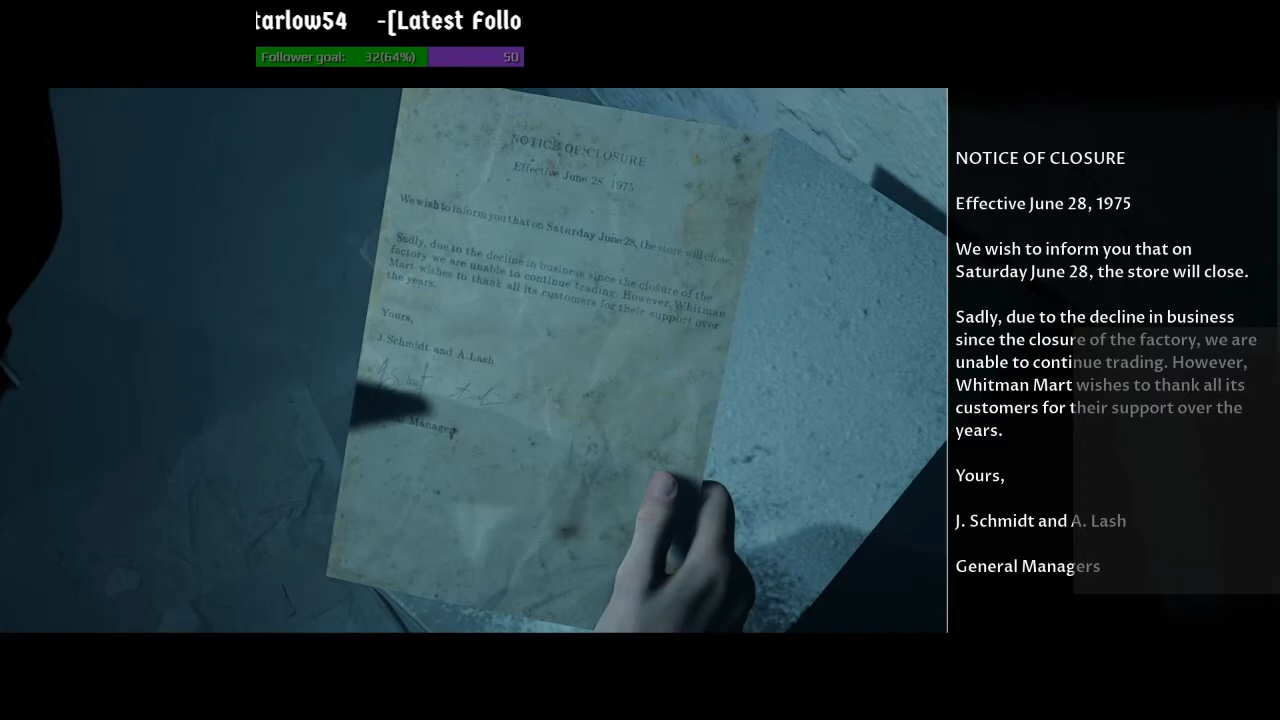 tarlow54 -[Latest Follo
Follower goal: 32(64%) 50
NOTICE OF CLOSURE
Effective June 28, 1975
We wish to inform you that on Saturday June 28, the store will close.
Sadly, due to the decline in business since the closure of the
factory we are unable to continue trading. However, Whitman
Mart wishes to thank all its customers for their support over
the years.
Yours,
J. Schmidt and A. Lash
Managers
NOTICE OF CLOSURE
Effective June 28, 1975
We wish to inform you that on
Saturday June 28, the store will close.
Sadly, due to the decline in business
since the closure of the factory, we are
unable to continue trading. However,
Whitman Mart wishes to thank all its
customers for their support over the
years.
Yours,
J. Schmidt and A. Lash
General Managers